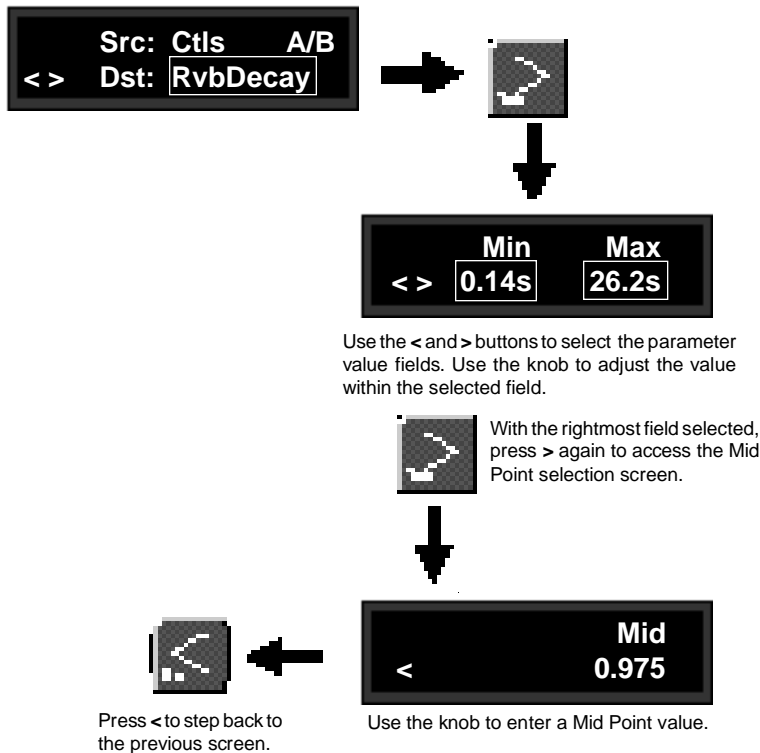 Src: Ctls A/B
< > Dst: RvbDecay
>
Min Max
< > 0.14s 26.2s
Use the < and > buttons to select the parameter
value fields. Use the knob to adjust the value
within the selected field.
>
With the rightmost field selected,
press > again to access the Mid
Point selection screen.
Mid
< 0.975
<
Press < to step back to
the previous screen.
Use the knob to enter a Mid Point value.